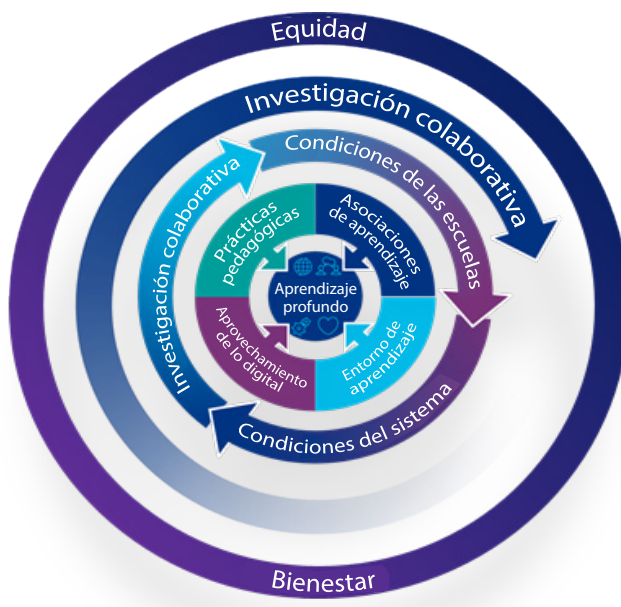 Equidad
Investigación colaborativa
Condiciones de las escuelas
Investigación colaborativa
Prácticas
pedagógicas
Asociaciones
de aprendizaje
Aprendizaje
profundo
Aprovechamiento
de lo digital
Entorno de
aprendizaje
Condiciones del sistema
Bienestar